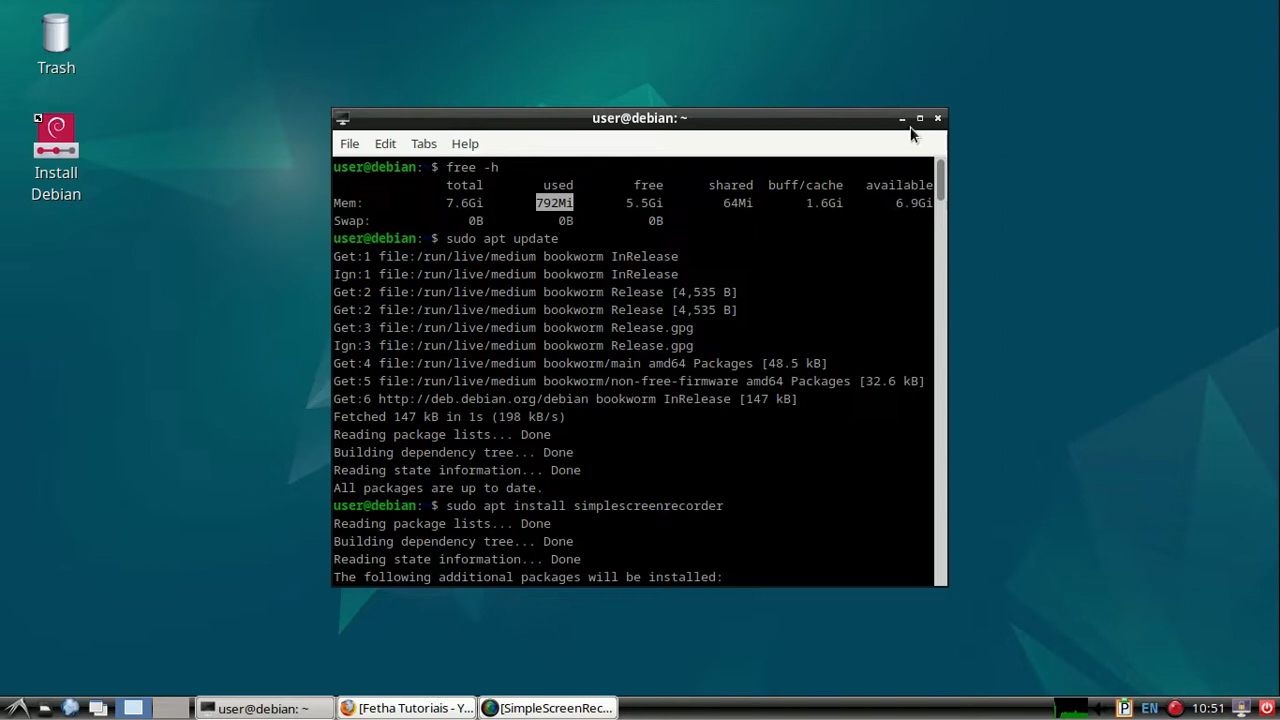 Trash
Install
Debian
user@debian: ~
File Edit Tabs Help
user@debian: $ free -h
total used free shared buff/cache available
Mem: 7.6Gi 792Mi 5.5Gi 64Mi 1.6Gi 6.9Gi
Swap: 0B 0B 0B
user@debian: $ sudo apt update
Get:1 file:/run/live/medium bookworm InRelease
Ign:1 file:/run/live/medium bookworm InRelease
Get:2 file:/run/live/medium bookworm Release [4,535 B]
Get:2 file:/run/live/medium bookworm Release [4,535 B]
Get:3 file:/run/live/medium bookworm Release.gpg
Ign:3 file:/run/live/medium bookworm Release.gpg
Get:4 file:/run/live/medium bookworm/main amd64 Packages [48.5 kB]
Get:5 file:/run/live/medium bookworm/non-free-firmware amd64 Packages [32.6 kB]
Get:6 http://deb.debian.org/debian bookworm InRelease [147 kB]
Fetched 147 kB in 1s (198 kB/s)
Reading package lists... Done
Building dependency tree... Done
Reading state information... Done
All packages are up to date.
user@debian: $ sudo apt install simplescreenrecorder
Reading package lists... Done
Building dependency tree... Done
Reading state information... Done
The following additional packages will be installed:
user@debian: ~ [Fetha Tutoriais - Y... [SimpleScreenRec... P EN 10:51